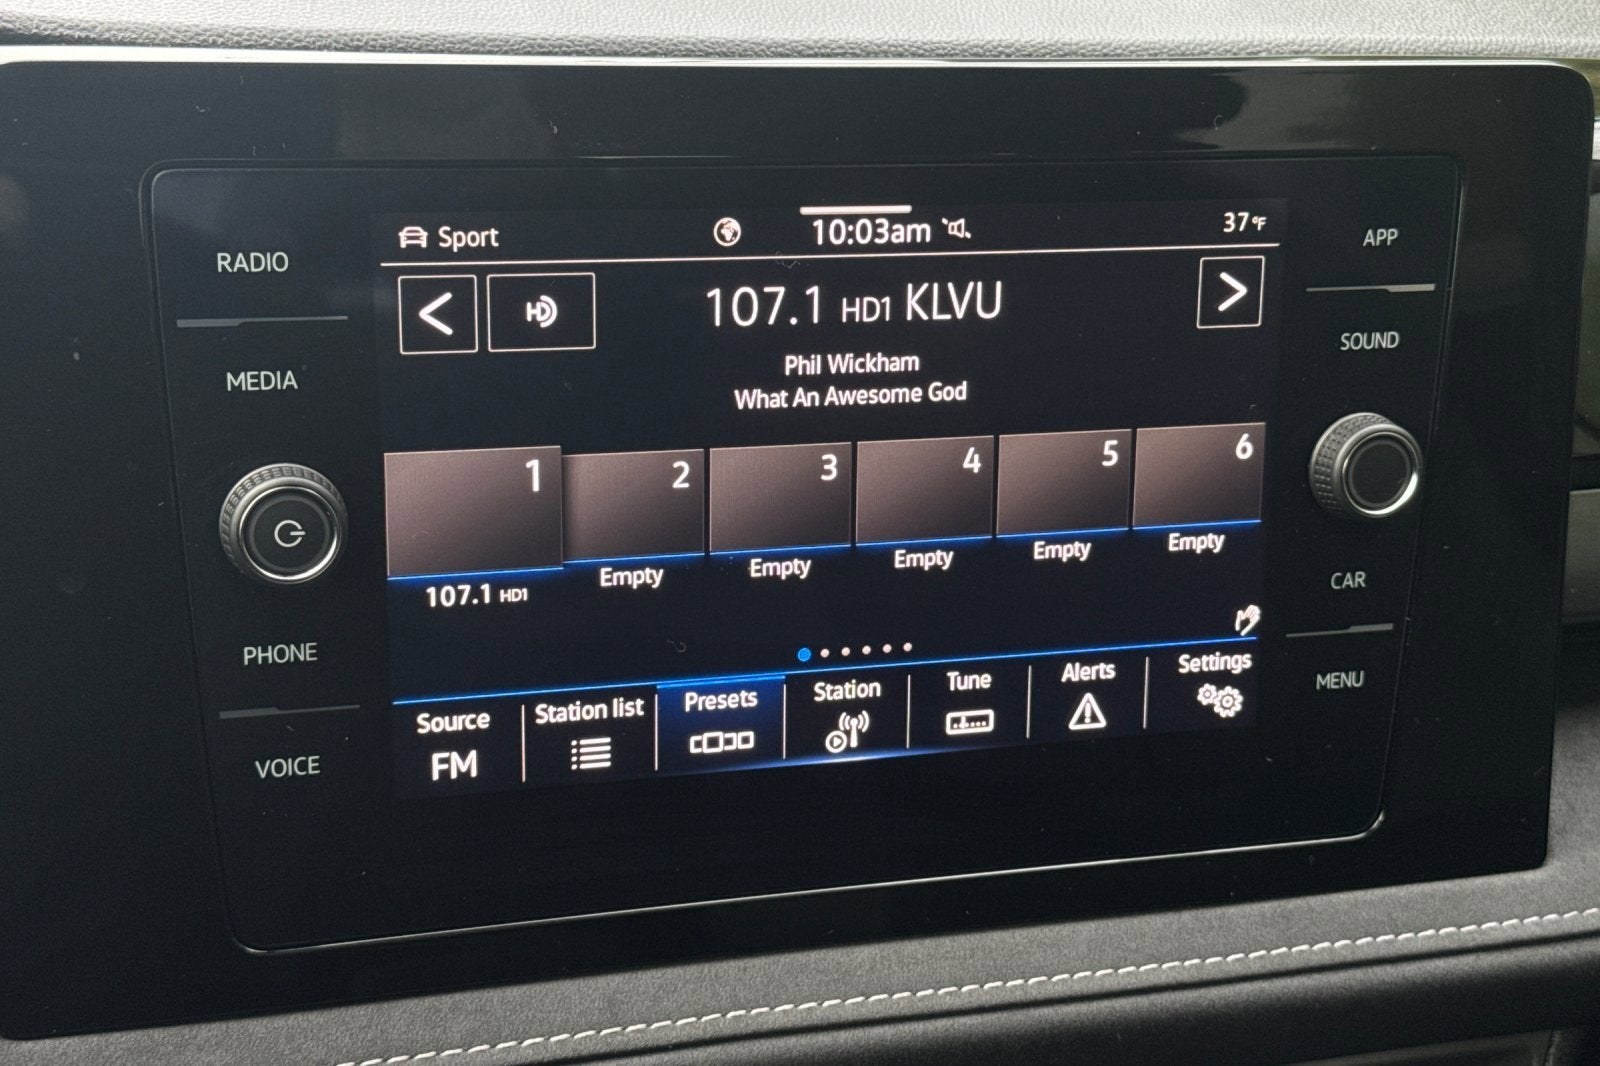 Sport
10:03am
37°F
HD
107.1 HD1 KLVU
Phil Wickham
What An Awesome God
1
2
3
4
5
6
107.1 HD1
Empty
Empty
Empty
Empty
Empty
Source
FM
Station list
Presets
Station
Tune
Alerts
Settings
RADIO
MEDIA
PHONE
VOICE
APP
SOUND
CAR
MENU